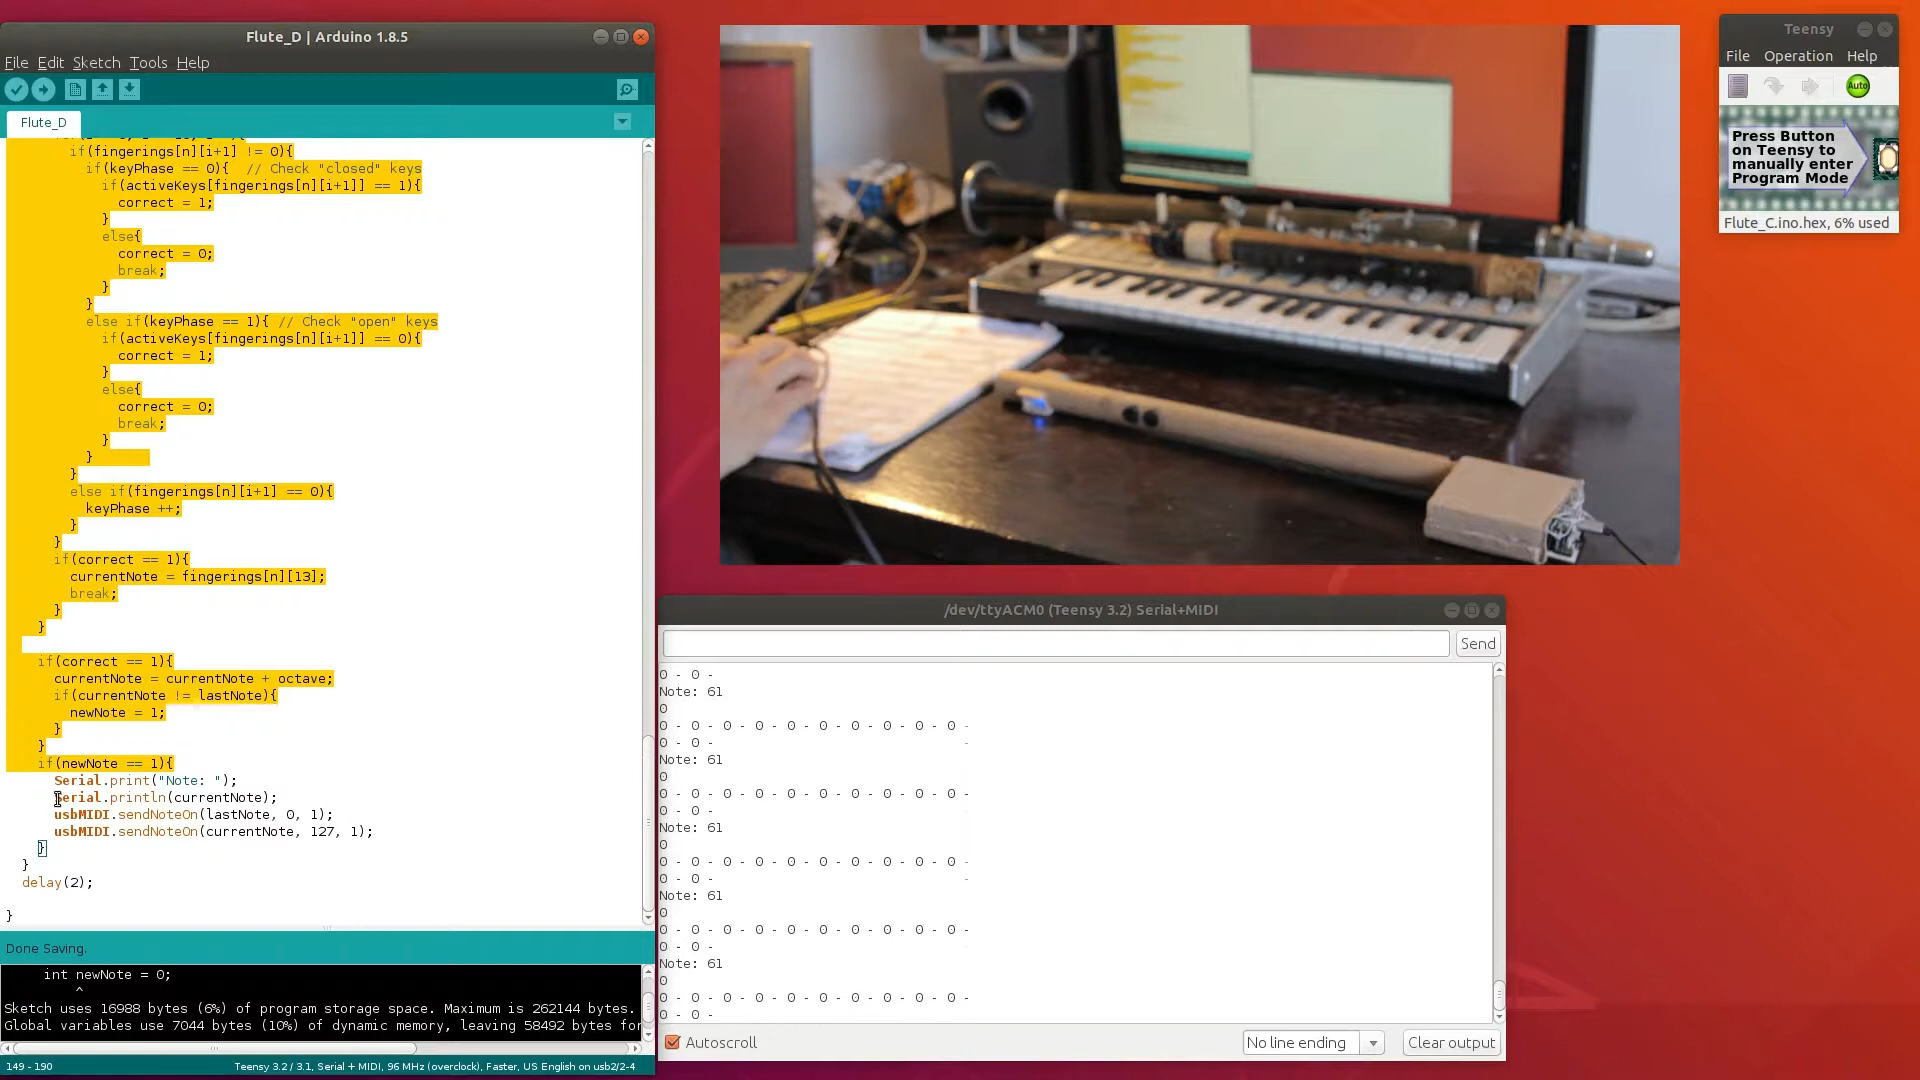 Flute_D | Arduino 1.8.5
File Edit Sketch Tools Help
Flute_D
if(fingerings[n][i+1] != 0){
if(keyPhase == 0){ // Check "closed" keys
if(activeKeys[fingerings[n][i+1]] == 1){
correct = 1;
}
else{
correct = 0;
break;
}
}
else if(keyPhase == 1){ // Check "open" keys
if(activeKeys[fingerings[n][i+1]] == 0){
correct = 1;
}
else{
correct = 0;
break;
}
}
}
else if(fingerings[n][i+1] == 0){
keyPhase ++;
}
}
if(correct == 1){
currentNote = fingerings[n][13];
break;
}
}
if(correct == 1){
currentNote = currentNote + octave;
if(currentNote != lastNote){
newNote = 1;
}
}
if(newNote == 1){
Serial.print("Note: ");
Serial.println(currentNote);
usbMIDI.sendNoteOn(lastNote, 0, 1);
usbMIDI.sendNoteOn(currentNote, 127, 1);
}
}
delay(2);
}
Done Saving.
int newNote = 0;
^
Sketch uses 16988 bytes (6%) of program storage space. Maximum is 262144 bytes.
Global variables use 7044 bytes (10%) of dynamic memory, leaving 58492 bytes for
149 - 190
Teensy 3.2 / 3.1, Serial + MIDI, 96 MHz (overclock), Faster, US English on usb2/2-4
/dev/ttyACM0 (Teensy 3.2) Serial+MIDI
Send
0 - 0 -
Note: 61
0
0 - 0 - 0 - 0 - 0 - 0 - 0 - 0 - 0 - 0 -
0 - 0 - -
Note: 61
0
0 - 0 - 0 - 0 - 0 - 0 - 0 - 0 - 0 - 0 -
0 - 0 - -
Note: 61
0
0 - 0 - 0 - 0 - 0 - 0 - 0 - 0 - 0 - 0 -
0 - 0 - -
Note: 61
0
0 - 0 - 0 - 0 - 0 - 0 - 0 - 0 - 0 - 0 -
0 - 0 - -
Note: 61
0
0 - 0 - 0 - 0 - 0 - 0 - 0 - 0 - 0 - 0 -
0 - 0 -
Autoscroll
No line ending
Clear output
Teensy
File Operation Help
Auto
Press Button
on Teensy to
manually enter
Program Mode
Flute_C.ino.hex, 6% used